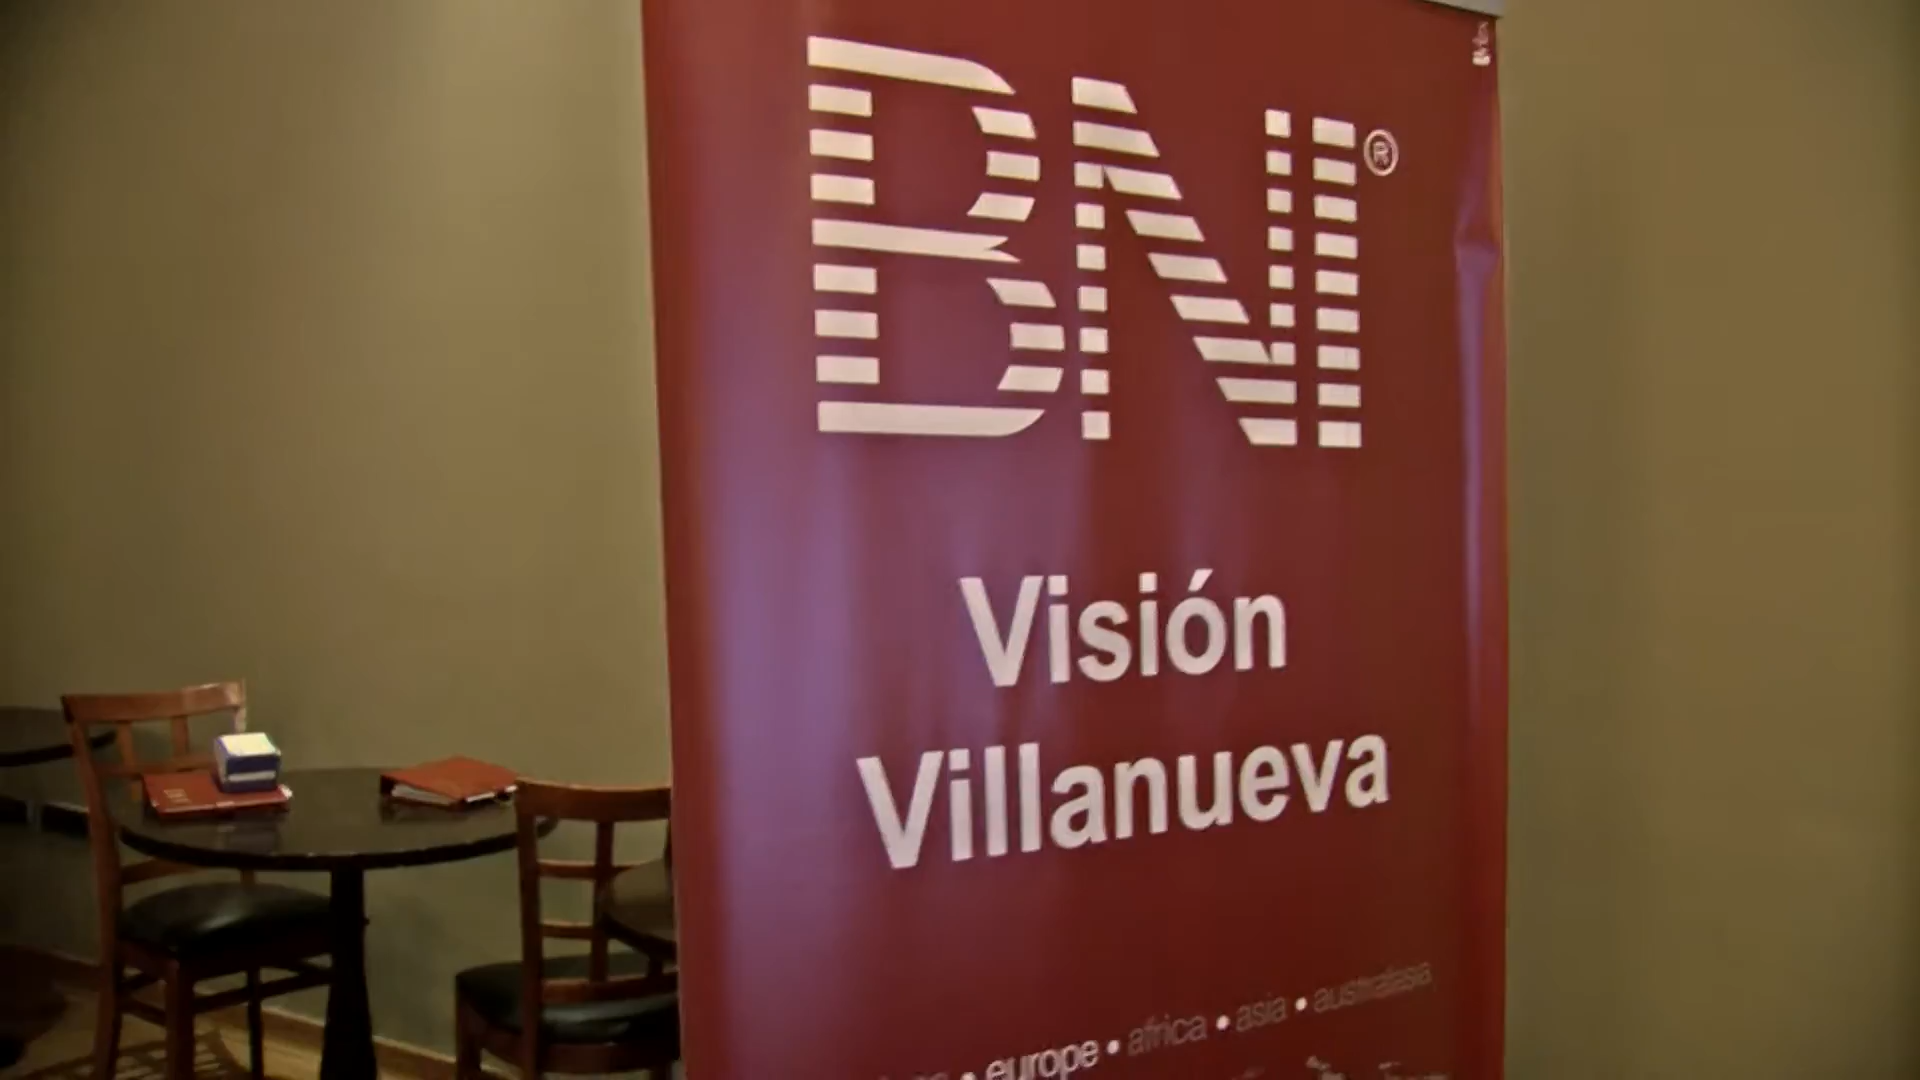 BNI®
Visión
Villanueva
• europe • africa • asia • australasia